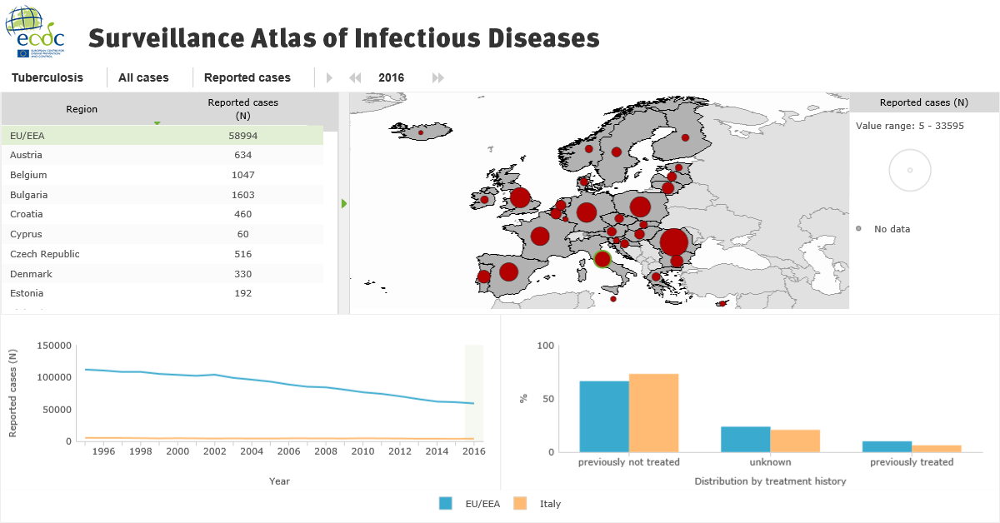 ecdc
EUROPEAN CENTRE FOR
DISEASE PREVENTION
AND CONTROL
Surveillance Atlas of Infectious Diseases
Tuberculosis All cases Reported cases 2016
Region Reported cases (N)
EU/EEA 58994
Austria 634
Belgium 1047
Bulgaria 1603
Croatia 460
Cyprus 60
Czech Republic 516
Denmark 330
Estonia 192
Reported cases (N)
Value range: 5 - 33595
No data
Reported cases (N)
150000
100000
50000
0
1996 1998 2000 2002 2004 2006 2008 2010 2012 2014 2016
Year
%
100
50
0
previously not treated unknown previously treated
Distribution by treatment history
EU/EEA Italy